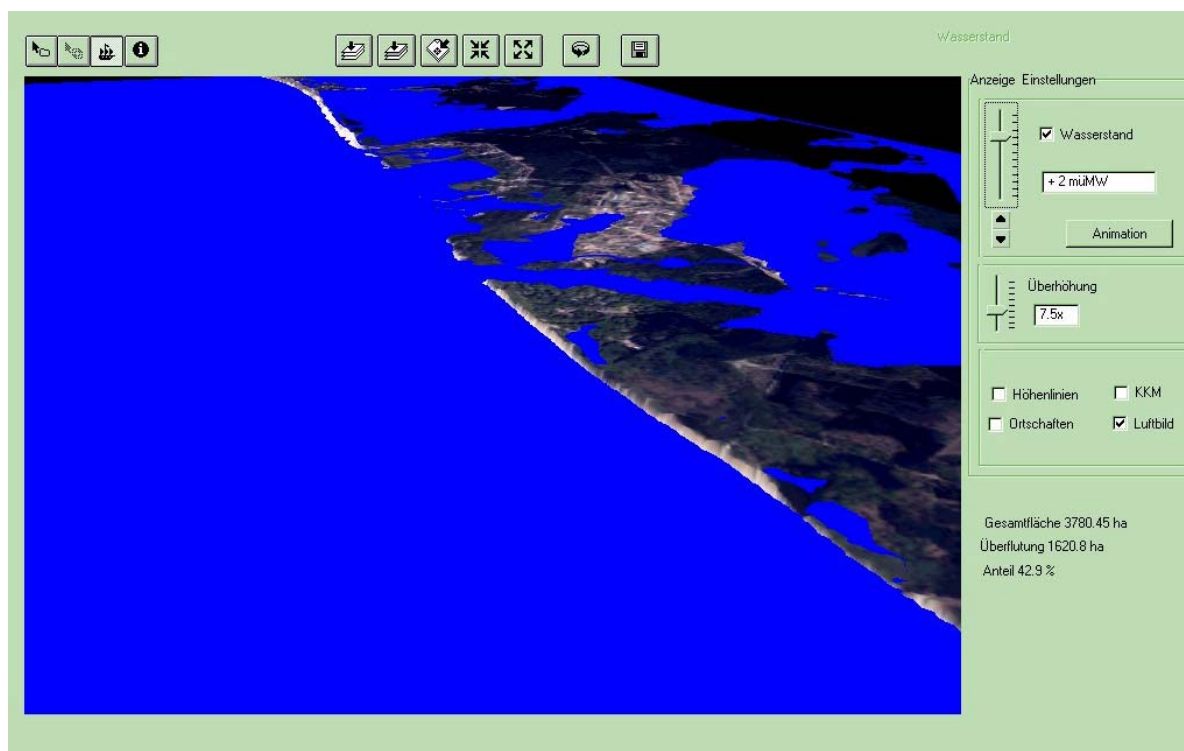 Wasserstand
Anzeige Einstellungen
Wasserstand
+ 2 müMW
Animation
Überhöhung
7.5x
Höhenlinien
KKM
Ortschaften
Luftbild
Gesamtfläche 3780.45 ha
Überflutung 1620.8 ha
Anteil 42.9 %